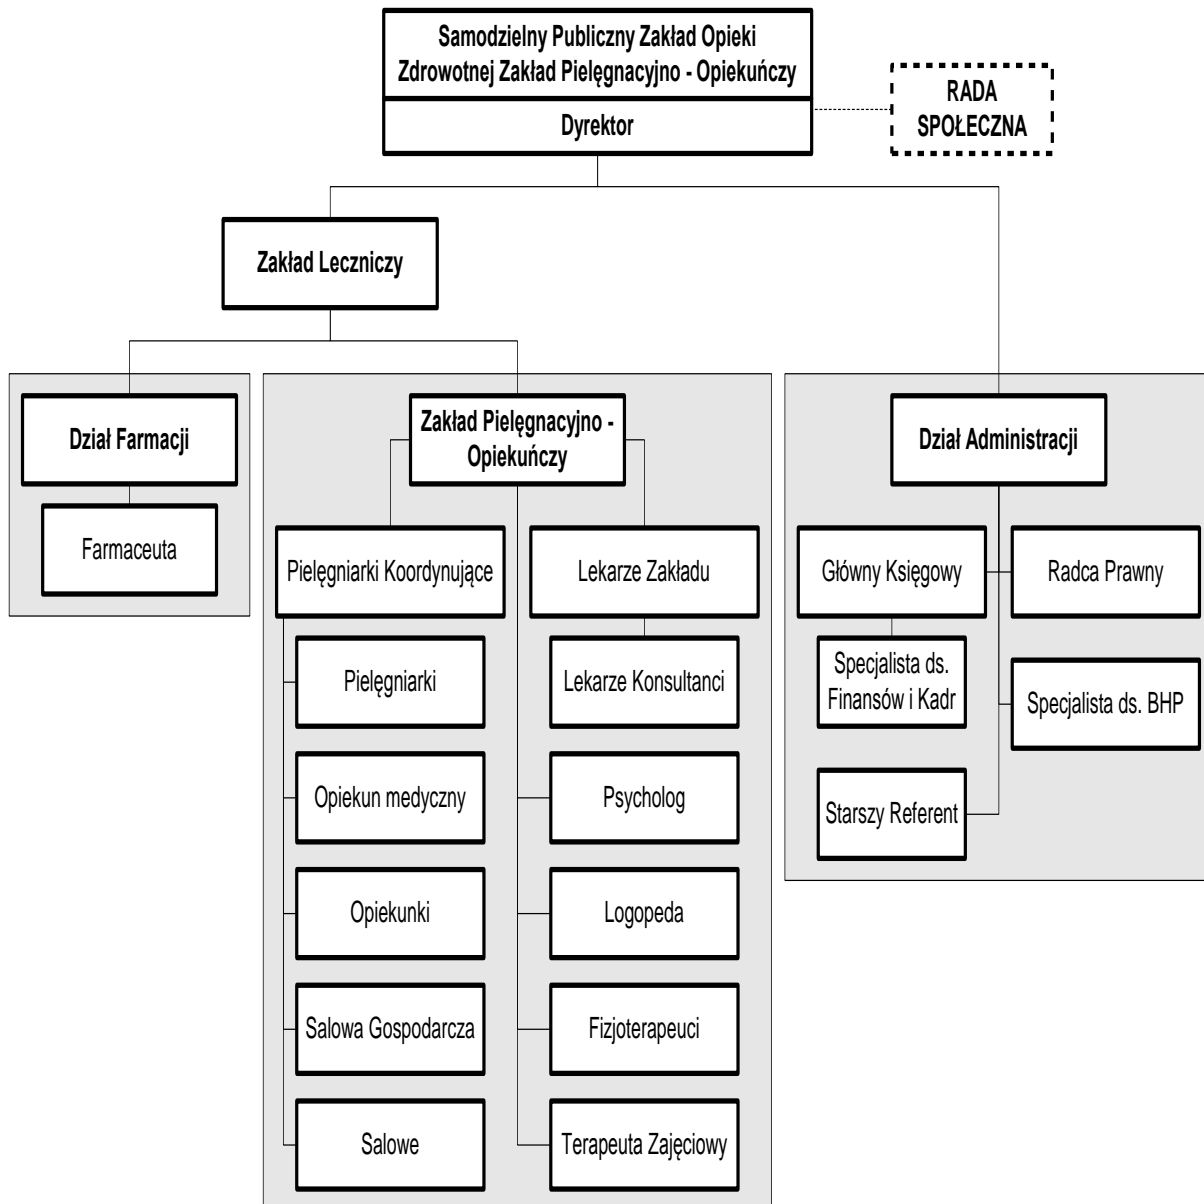 Samodzielny Publiczny Zakład Opieki
Zdrowotnej Zakład Pielęgnacyjno - Opiekuńczy
Dyrektor
RADA
SPOŁECZNA
Zakład Leczniczy
Dział Farmacji
Farmaceuta
Zakład Pielęgnacyjno -
Opiekuńczy
Pielęgniarki Koordynujące
Pielęgniarki
Opiekun medyczny
Opiekunki
Salowa Gospodarcza
Salowe
Lekarze Zakładu
Lekarze Konsultanci
Psycholog
Logopeda
Fizjoterapeuci
Terapeuta Zajęciowy
Dział Administracji
Główny Księgowy
Specjalista ds.
Finansów i Kadr
Starszy Referent
Radca Prawny
Specjalista ds. BHP